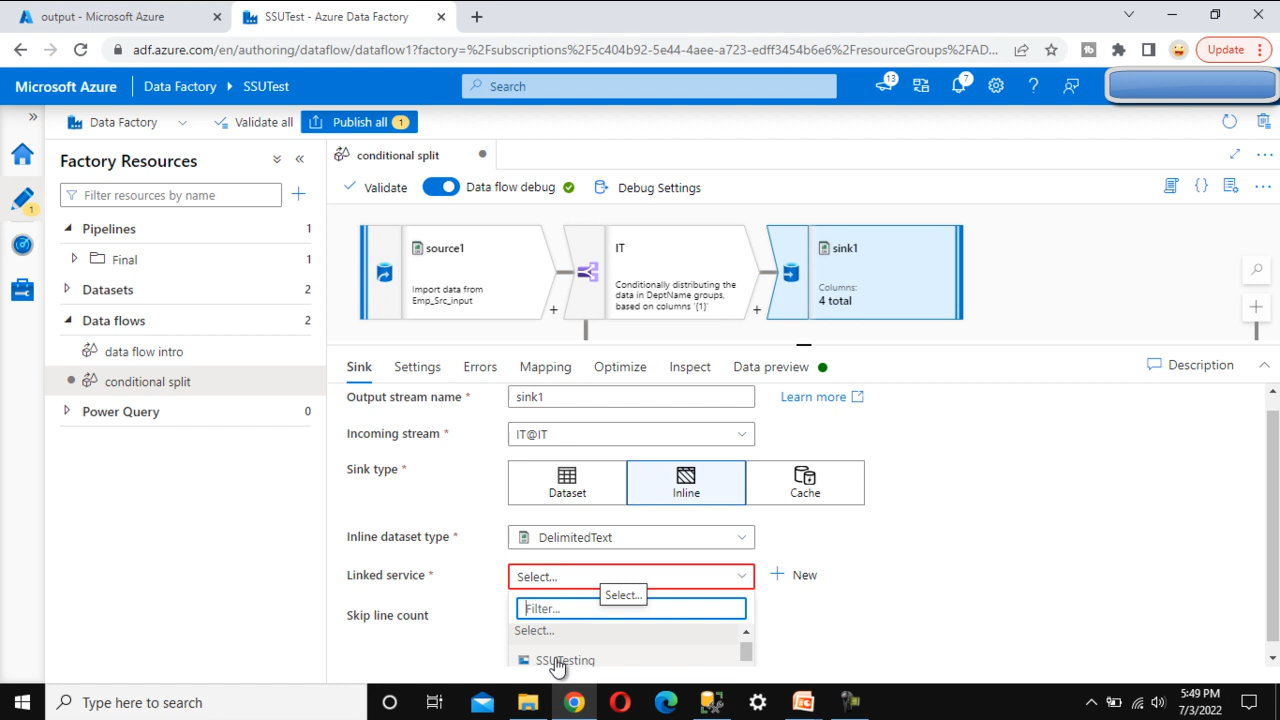 output - Microsoft Azure
SSUTest - Azure Data Factory
adf.azure.com/en/authoring/dataflow/dataflow1?factory=%2Fsubscriptions%2F5c404b92-5e44-4aee-a723-edff3454b6e6%2FresourceGroups%2FAD...
Update
Microsoft Azure
Data Factory
SSUTest
Search
13
7
Data Factory
Validate all
Publish all
1
Factory Resources
Filter resources by name
Pipelines
1
Final
1
Datasets
2
Data flows
2
data flow intro
conditional split
Power Query
0
1
conditional split
Validate
Data flow debug
Debug Settings
source1
Import data from
Emp_Src_input
IT
Conditionally distributing the
data in DeptName groups,
based on columns '{1}'
sink1
Columns:
4 total
Sink
Settings
Errors
Mapping
Optimize
Inspect
Data preview
Description
Output stream name *
sink1
Learn more
Incoming stream *
IT@IT
Sink type *
Dataset
Inline
Cache
Inline dataset type *
DelimitedText
Linked service *
Select...
New
Select...
Filter...
Skip line count
Select...
SSUTesting
Type here to search
5:49 PM
7/3/2022